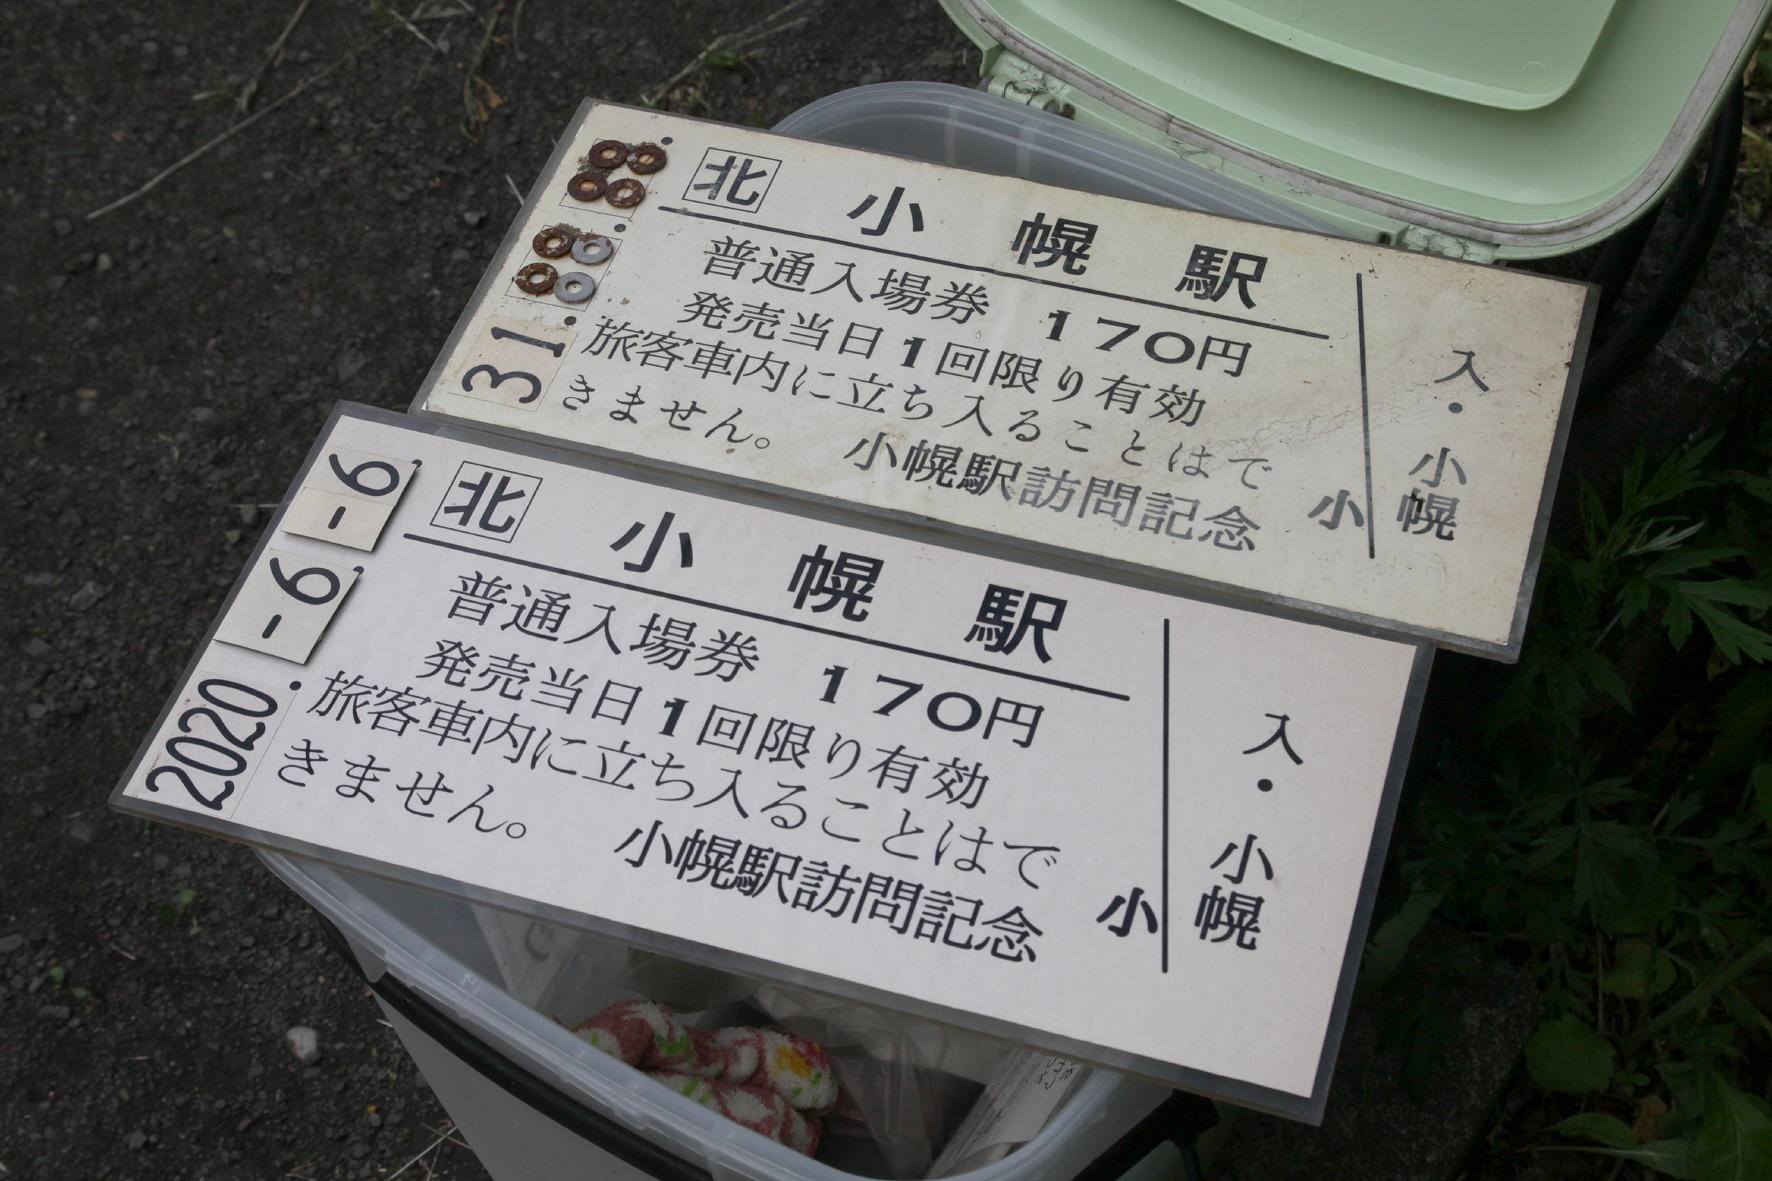 北 小幌駅
普通入場券 170円
発売当日1回限り有効
旅客車内に立ち入ることはで
きません。
小幌駅訪問記念
31.
入・小幌
小
北 小幌駅
普通入場券 170円
発売当日1回限り有効
旅客車内に立ち入ることはで
きません。
小幌駅訪問記念
2020.-6.-6.
入・小幌
小